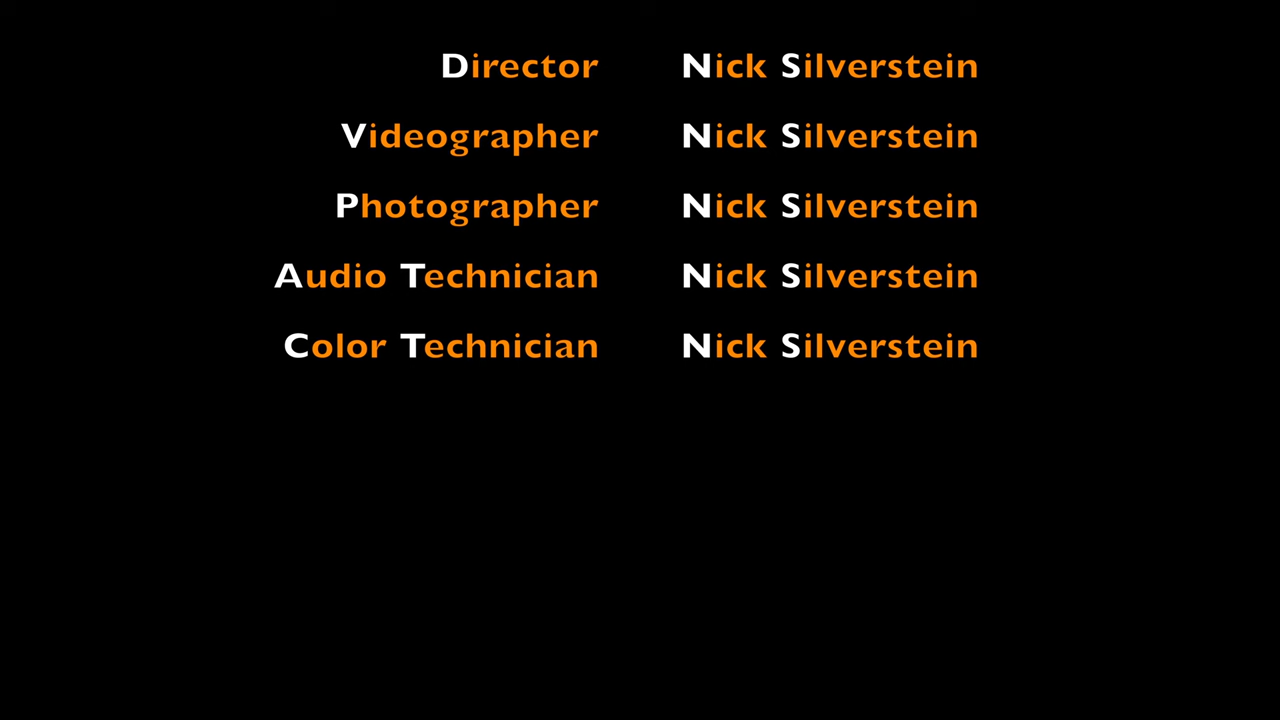 Director Nick Silverstein
Videographer Nick Silverstein
Photographer Nick Silverstein
Audio Technician Nick Silverstein
Color Technician Nick Silverstein